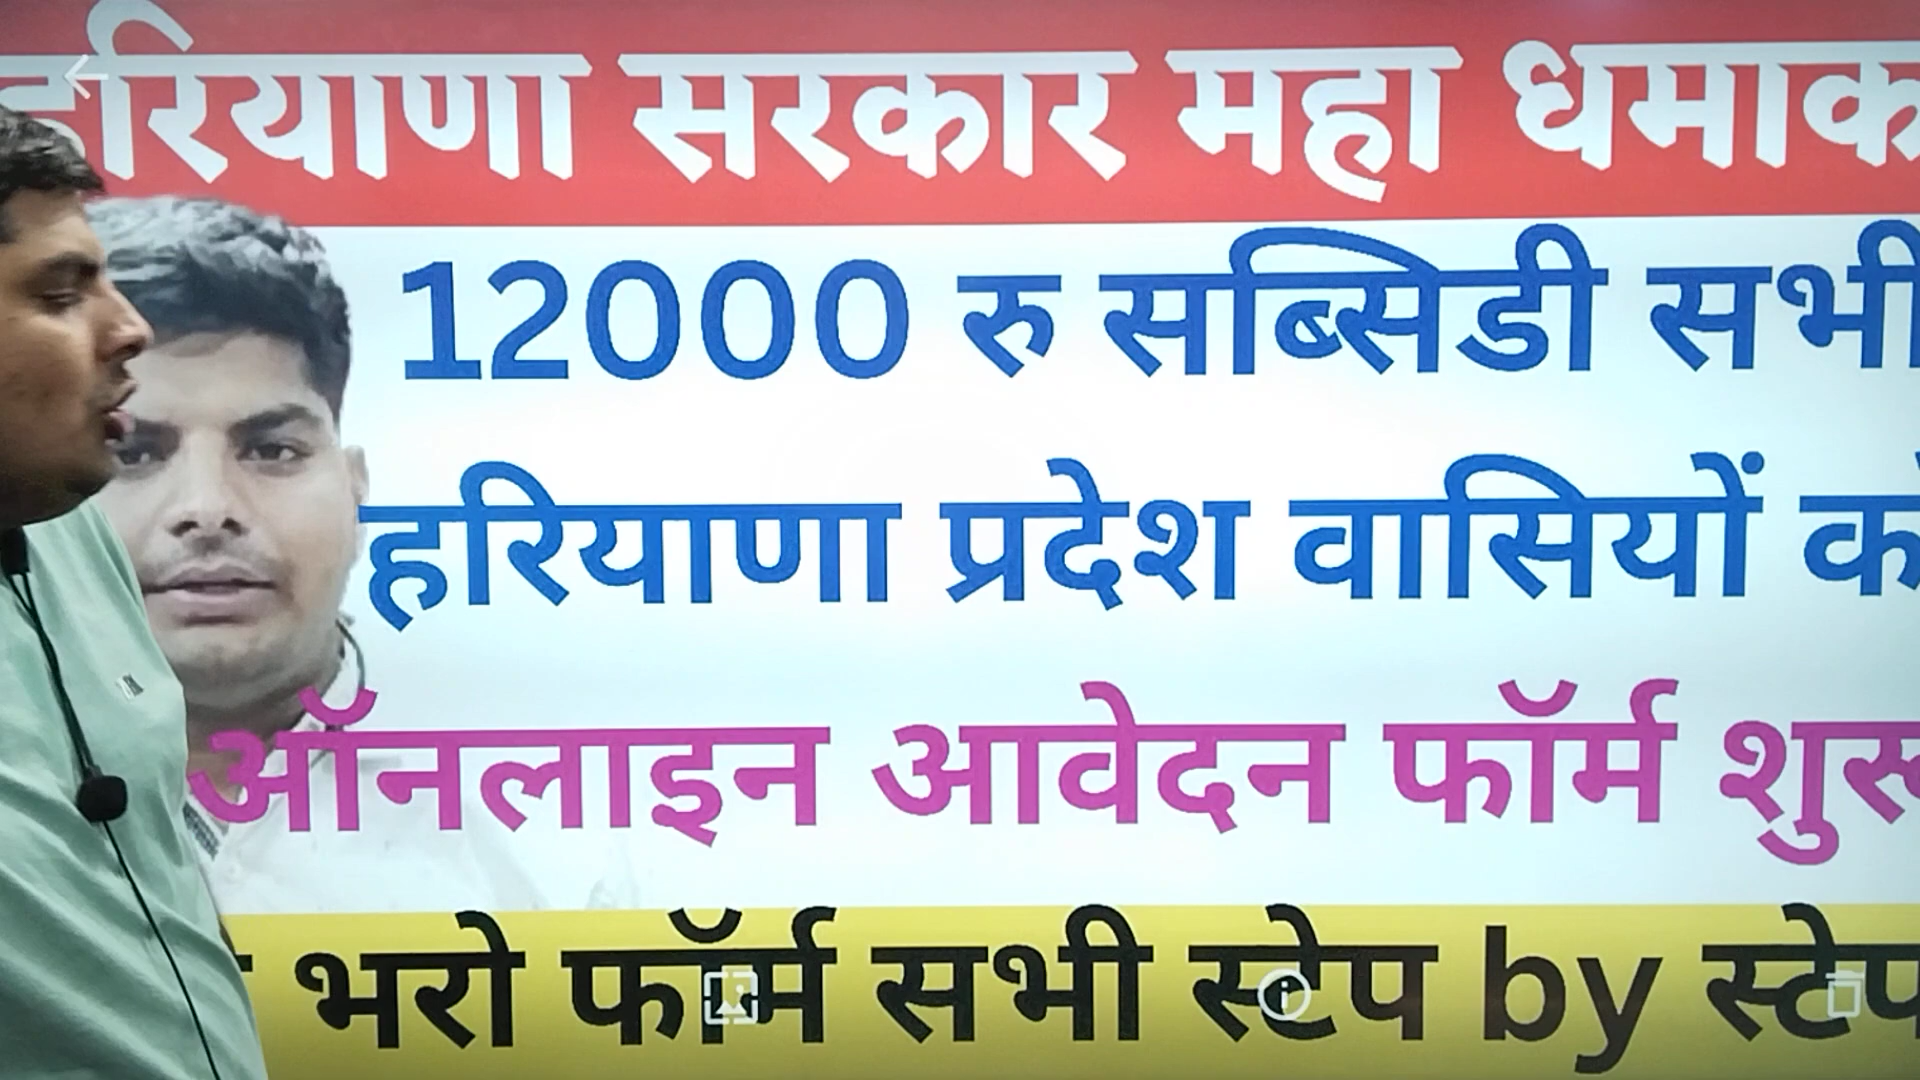 हरियाणा सरकार महा धमाक
12000 रु सब्सिडी सभी
हरियाणा प्रदेश वासियों को
ऑनलाइन आवेदन फॉर्म शुरू
भरो फॉर्म सभी स्टेप by स्टेप